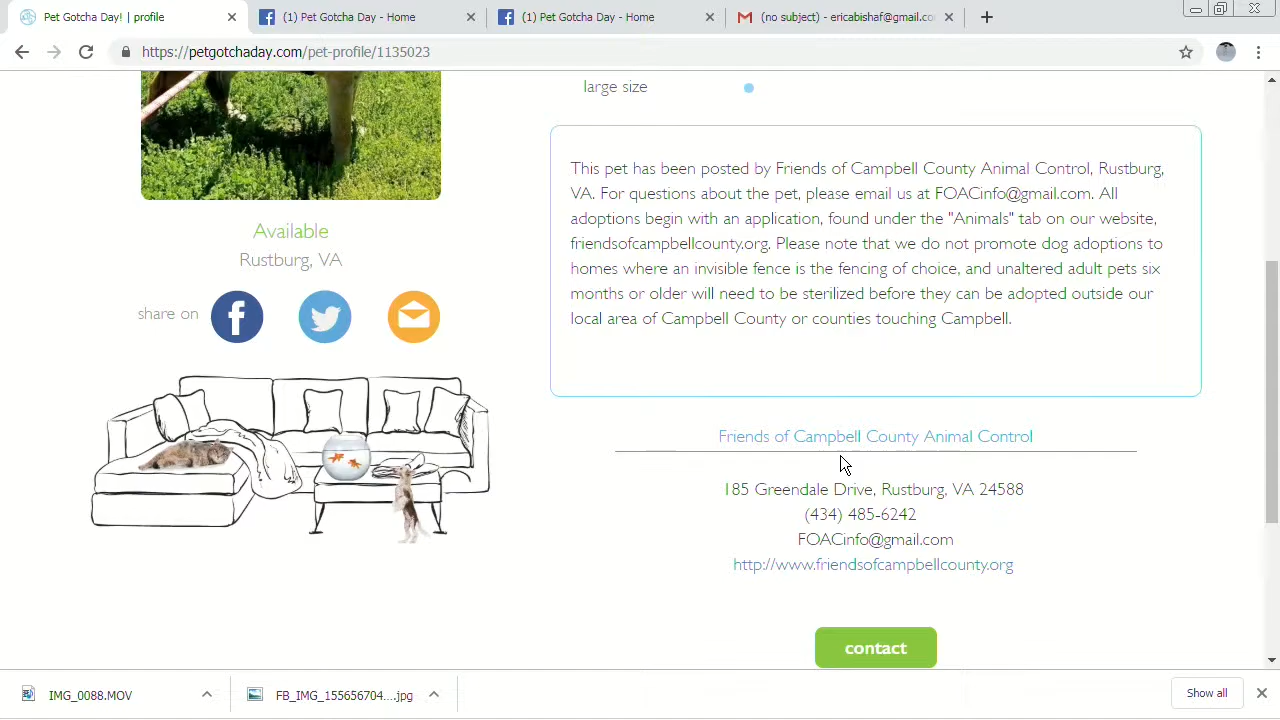 Pet Gotcha Day! | profile
(1) Pet Gotcha Day - Home
(1) Pet Gotcha Day - Home
(no subject) - ericabishaf@gmail.co
https://petgotchaday.com/pet-profile/1135023
large size
This pet has been posted by Friends of Campbell County Animal Control, Rustburg,
VA. For questions about the pet, please email us at FOACinfo@gmail.com. All
adoptions begin with an application, found under the "Animals" tab on our website,
friendsofcampbellcounty.org. Please note that we do not promote dog adoptions to
homes where an invisible fence is the fencing of choice, and unaltered adult pets six
months or older will need to be sterilized before they can be adopted outside our
local area of Campbell County or counties touching Campbell.
Available
Rustburg, VA
share on
Friends of Campbell County Animal Control
185 Greendale Drive, Rustburg, VA 24588
(434) 485-6242
FOACinfo@gmail.com
http://www.friendsofcampbellcounty.org
contact
IMG_0088.MOV
FB_IMG_155656704....jpg
Show all